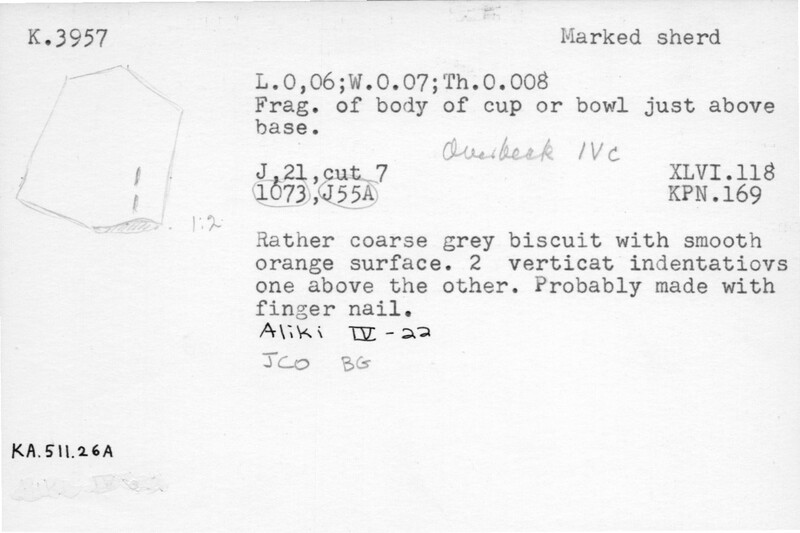 K.3957
Marked sherd
L.0,06;W.0.07;Th.0.008
Frag. of body of cup or bowl just above
base.
Overbeck IVc
J,21,cut 7 XLVI.118
1073,J55A KPN.169
1:2
Rather coarse grey biscuit with smooth
orange surface. 2 verticat indentatiovs
one above the other. Probably made with
finger nail.
Aliki IV - 22
JCO BG
KA.511.26A